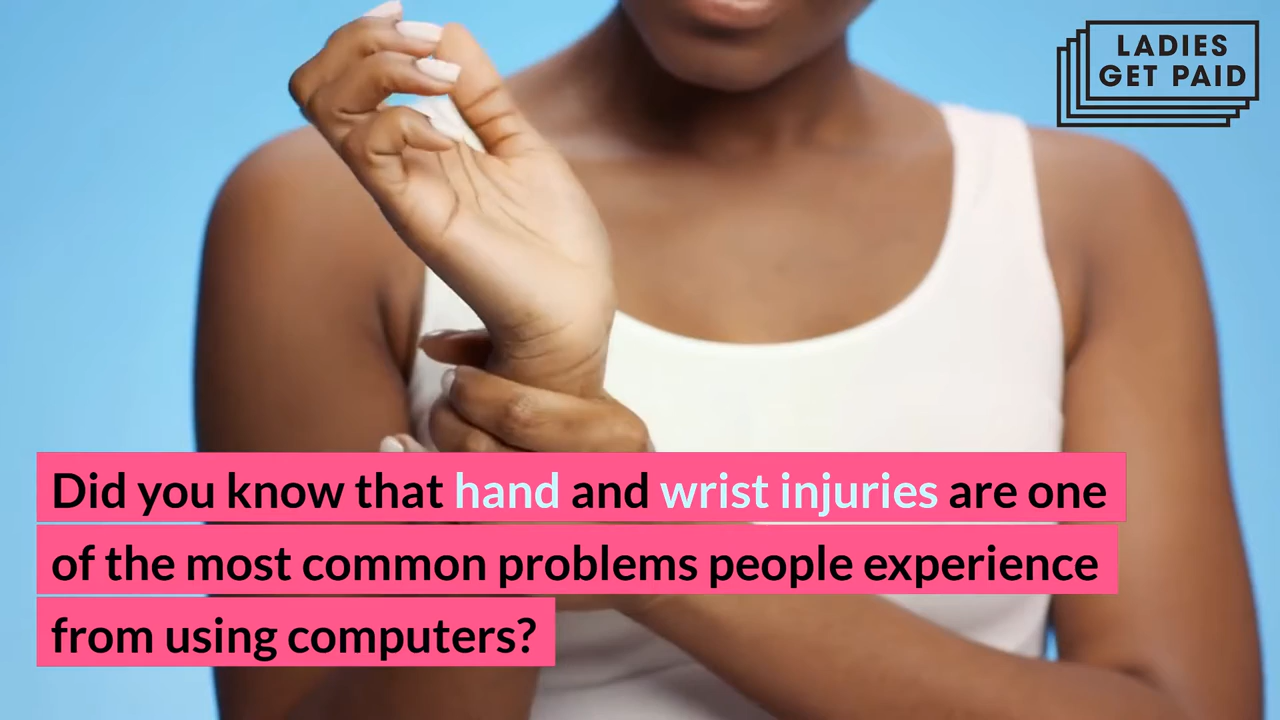 LADIES
GET PAID
Did you know that hand and wrist injuries are one
of the most common problems people experience
from using computers?